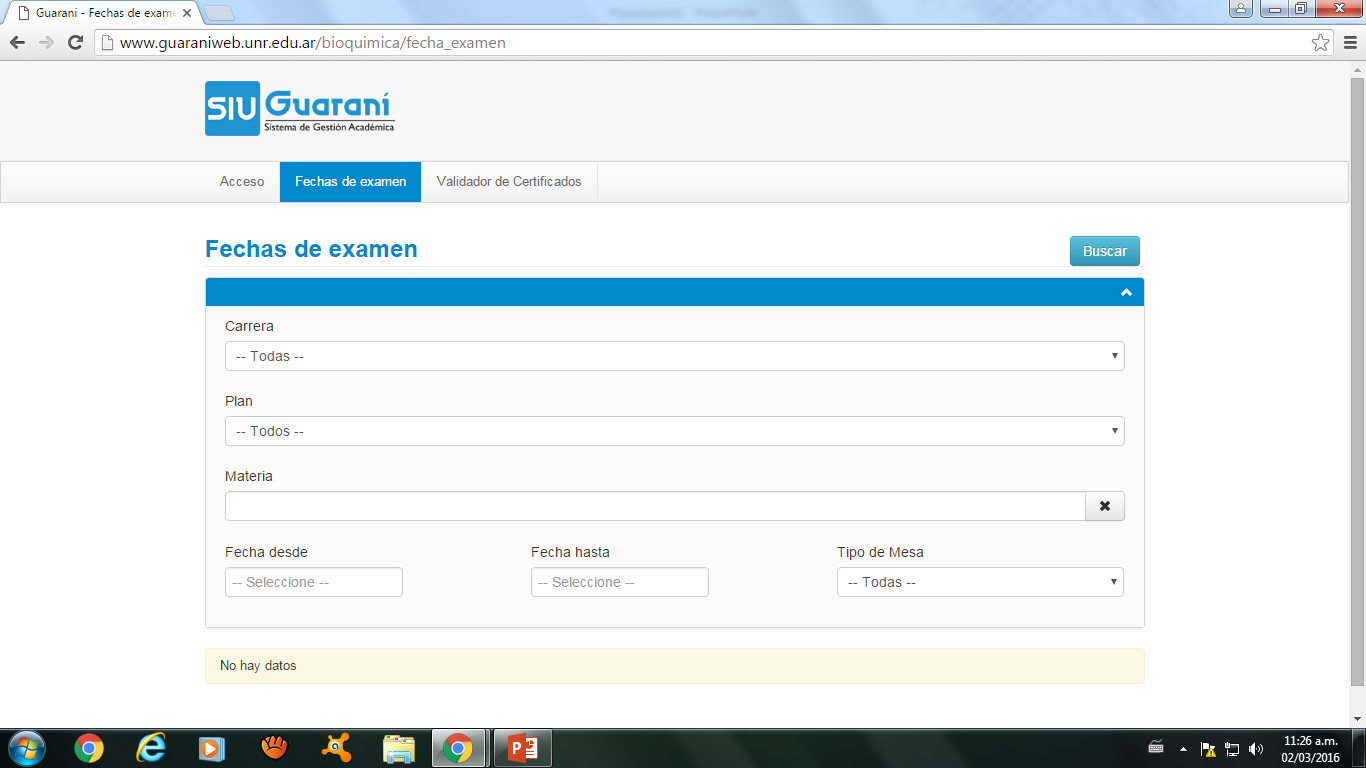 Guarani - Fechas de exam
www.guaraniweb.unr.edu.ar/bioquimica/fecha_examen
SIU Guaraní
Sistema de Gestión Académica
Acceso Fechas de examen Validador de Certificados
Fechas de examen Buscar
Carrera
-- Todas --
Plan
-- Todos --
Materia
Fecha desde Fecha hasta Tipo de Mesa
-- Seleccione -- -- Seleccione -- -- Todas --
No hay datos
11:26 a.m.
02/03/2016